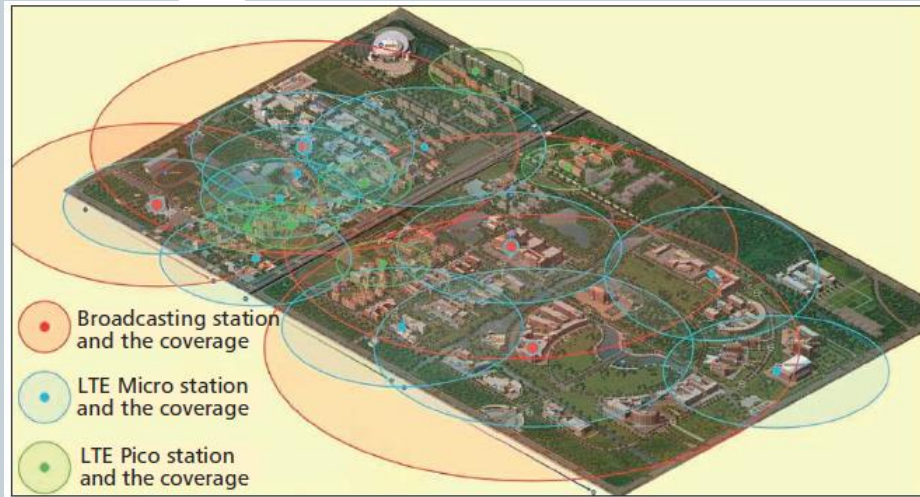 Broadcasting station
and the coverage
LTE Micro station
and the coverage
LTE Pico station
and the coverage